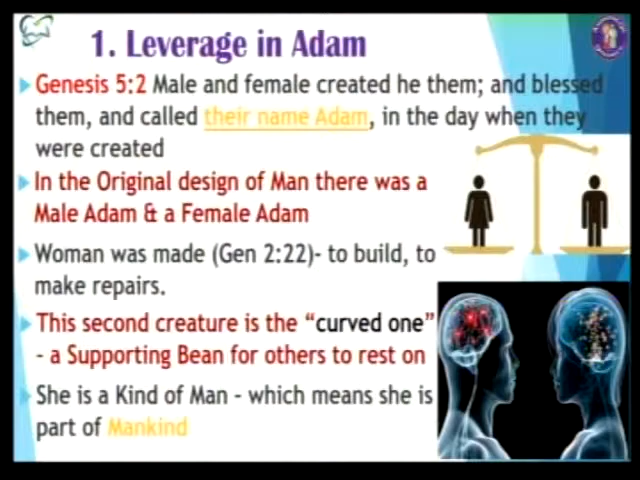 1. Leverage in Adam
Genesis 5:2 Male and female created he them; and blessed
them, and called their name Adam, in the day when they
were created
In the Original design of Man there was a
Male Adam & a Female Adam
Woman was made (Gen 2:22)- to build, to
make repairs.
This second creature is the “curved one”
- a Supporting Bean for others to rest on
She is a Kind of Man - which means she is
part of Mankind